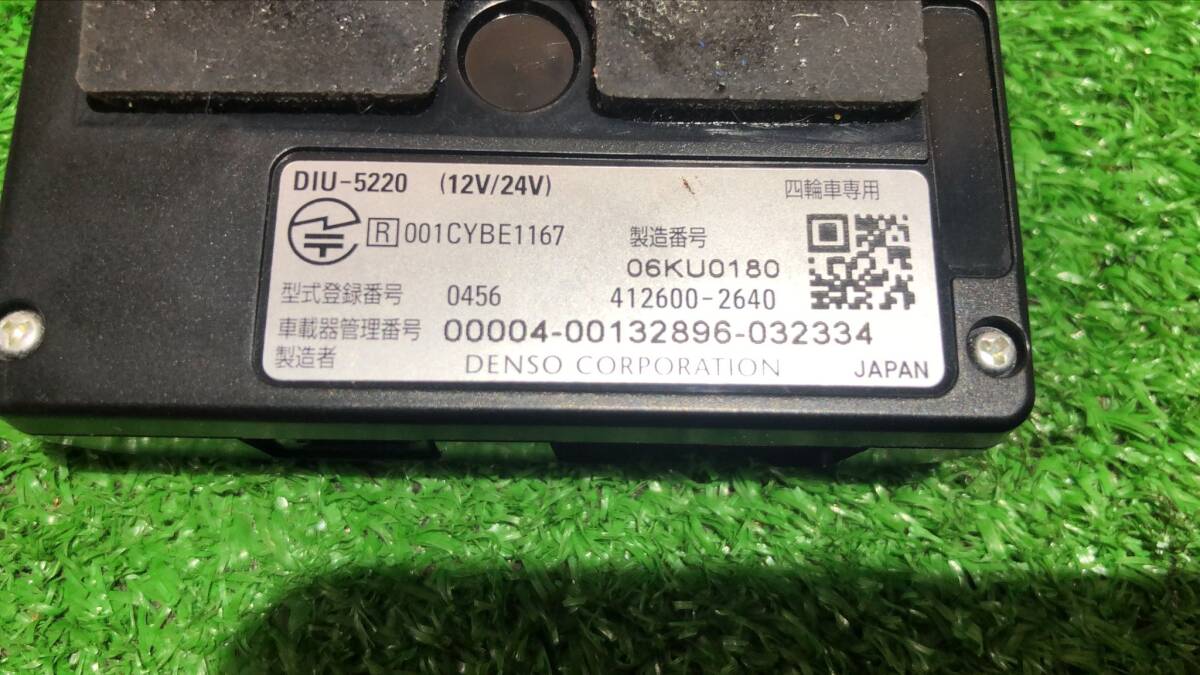 DIU-5220 (12V/24V) 四輪車専用
R 001CYBE1167 製造番号
06KU0180
型式登録番号 0456 412600-2640
車載器管理番号 00004-00132896-032334
製造者 DENSO CORPORATION JAPAN